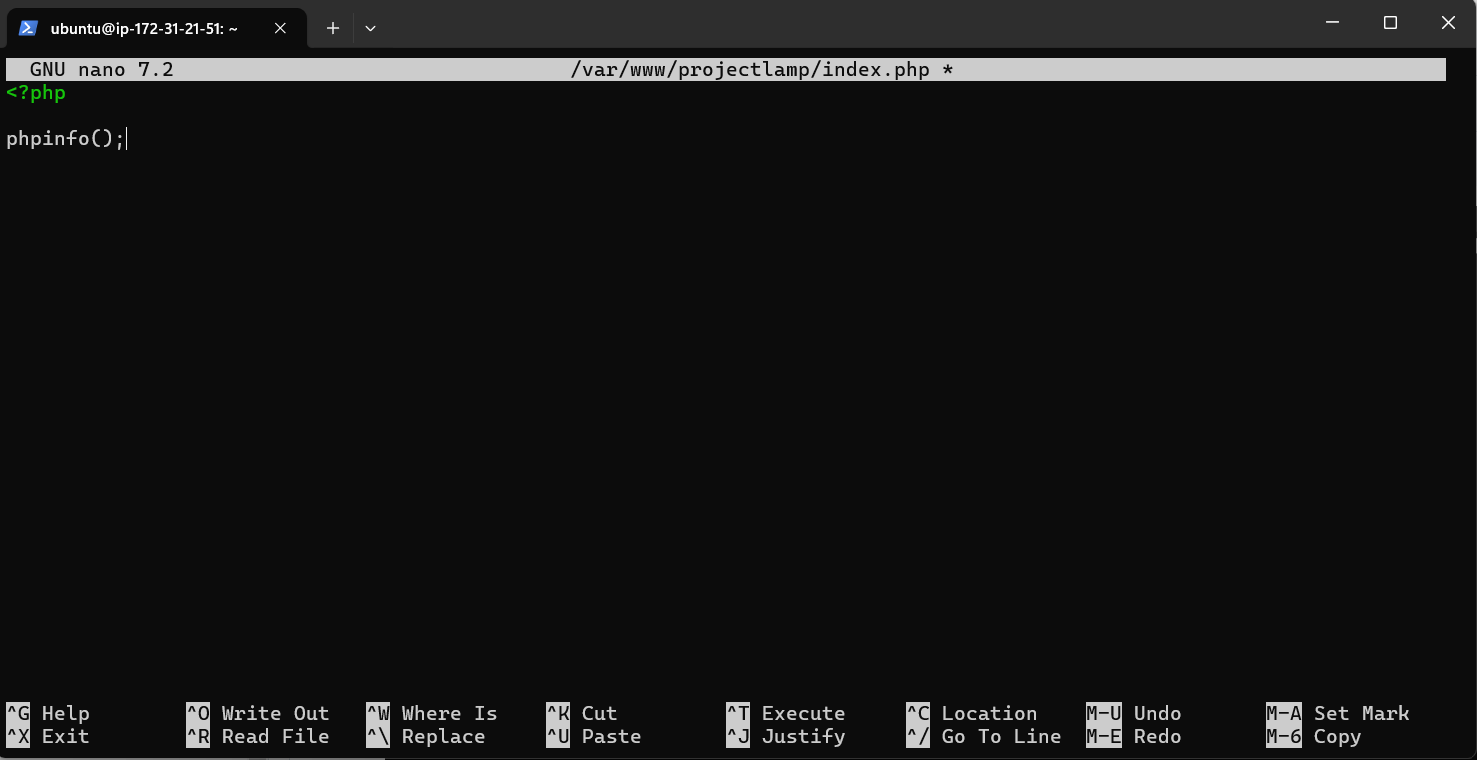 ubuntu@ip-172-31-21-51: ~
GNU nano 7.2 /var/www/projectlamp/index.php *
<?php
phpinfo();
^G Help ^O Write Out ^W Where Is ^K Cut ^T Execute ^C Location M-U Undo M-A Set Mark
^X Exit ^R Read File ^\ Replace ^U Paste ^J Justify ^/ Go To Line M-E Redo M-6 Copy